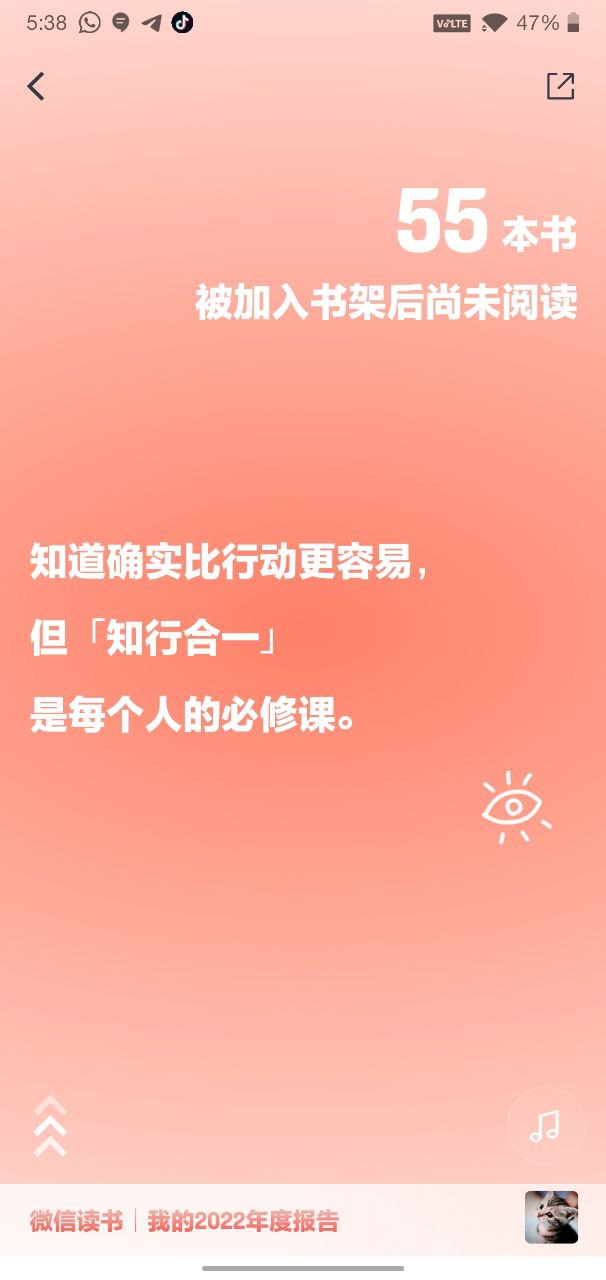 5:38
VoLTE
47%
55 本书
被加入书架后尚未阅读
知道确实比行动更容易，
但「知行合一」
是每个人的必修课。
微信读书｜我的2022年度报告